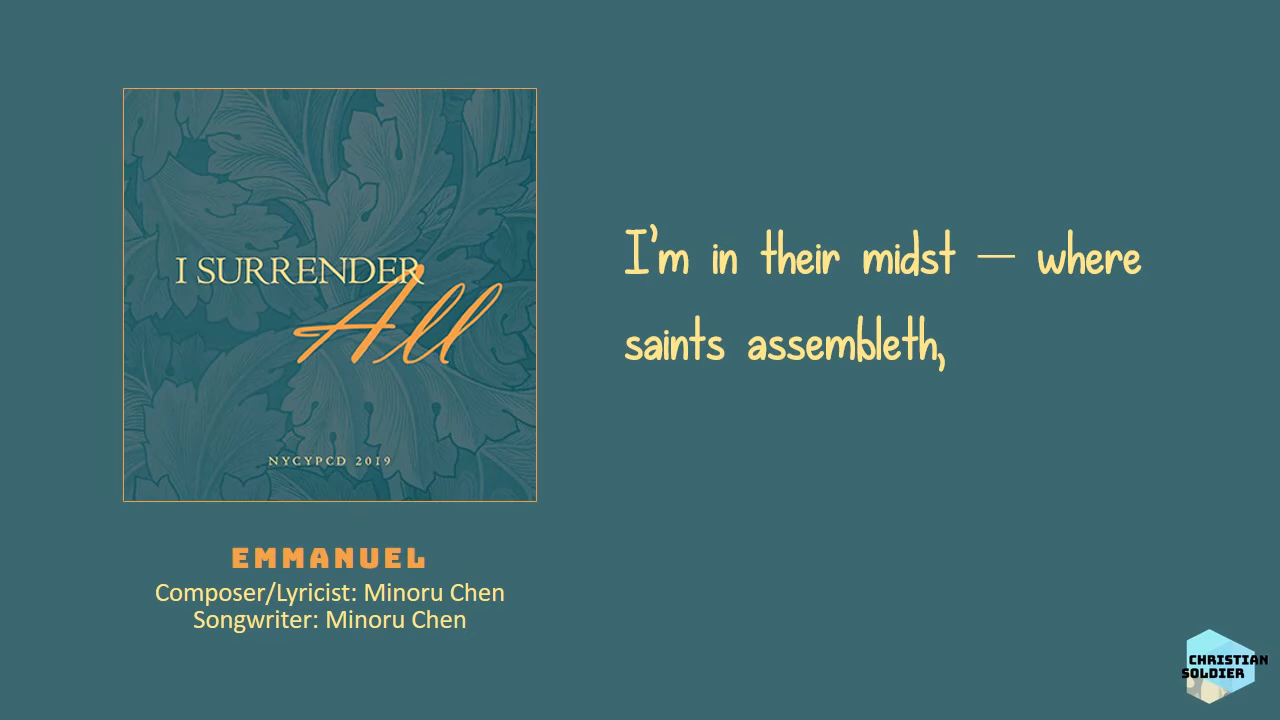 I SURRENDER
All
NYCYPCD 2019
EMMANUEL
Composer/Lyricist: Minoru Chen
Songwriter: Minoru Chen
I'm in their midst — where
saints assembleth,
CHRISTIAN
SOLDIER